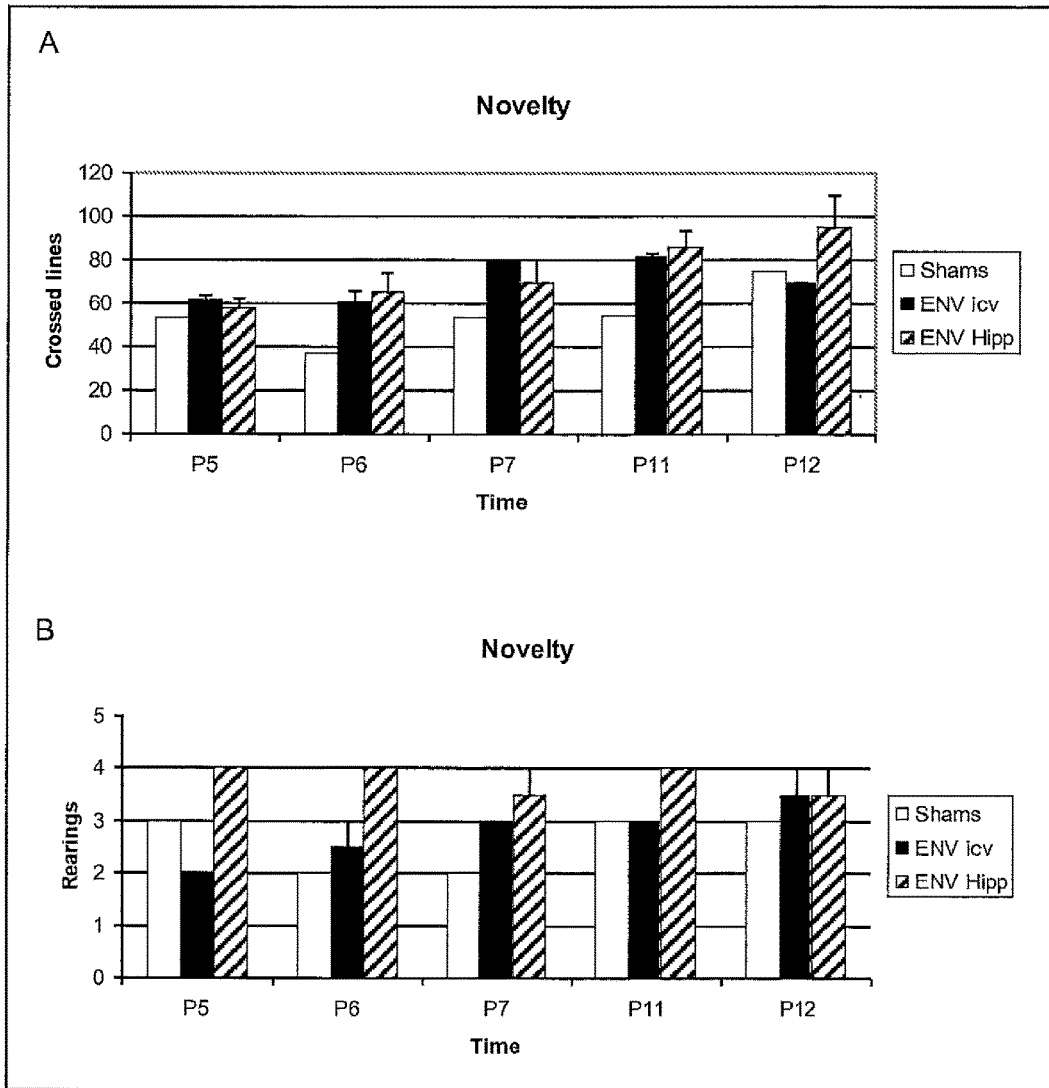 A
Novelty
120
100
80
60
40
20
0
Crossed lines
P5 P6 P7 P11 P12
Time
Shams
ENV icv
ENV Hipp
B
Novelty
5
4
3
2
1
0
Rearings
P5 P6 P7 P11 P12
Time
Shams
ENV icv
ENV Hipp